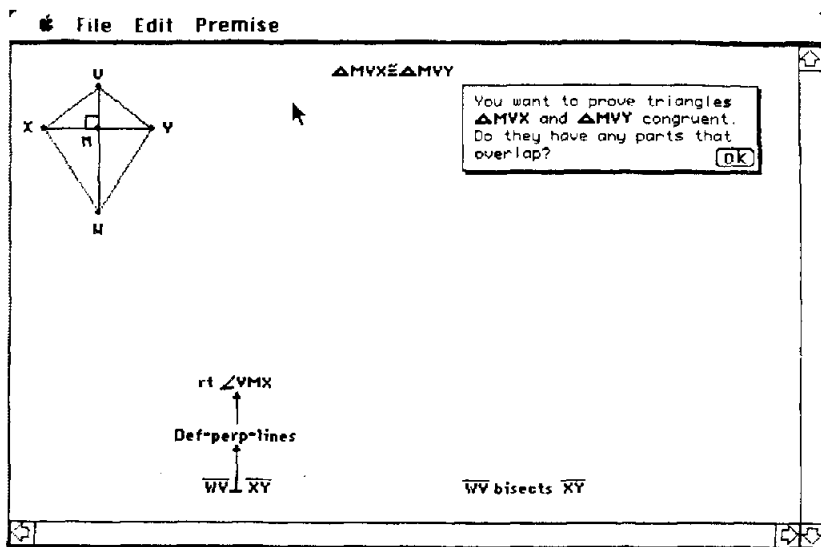 File Edit Premise
△MVX≅△MVY
V
X
Y
M
W
You want to prove triangles
△MVX and △MVY congruent.
Do they have any parts that
overlap?
OK
rt ∠VMX
Def-perp-lines
WV⊥XY
WV bisects XY